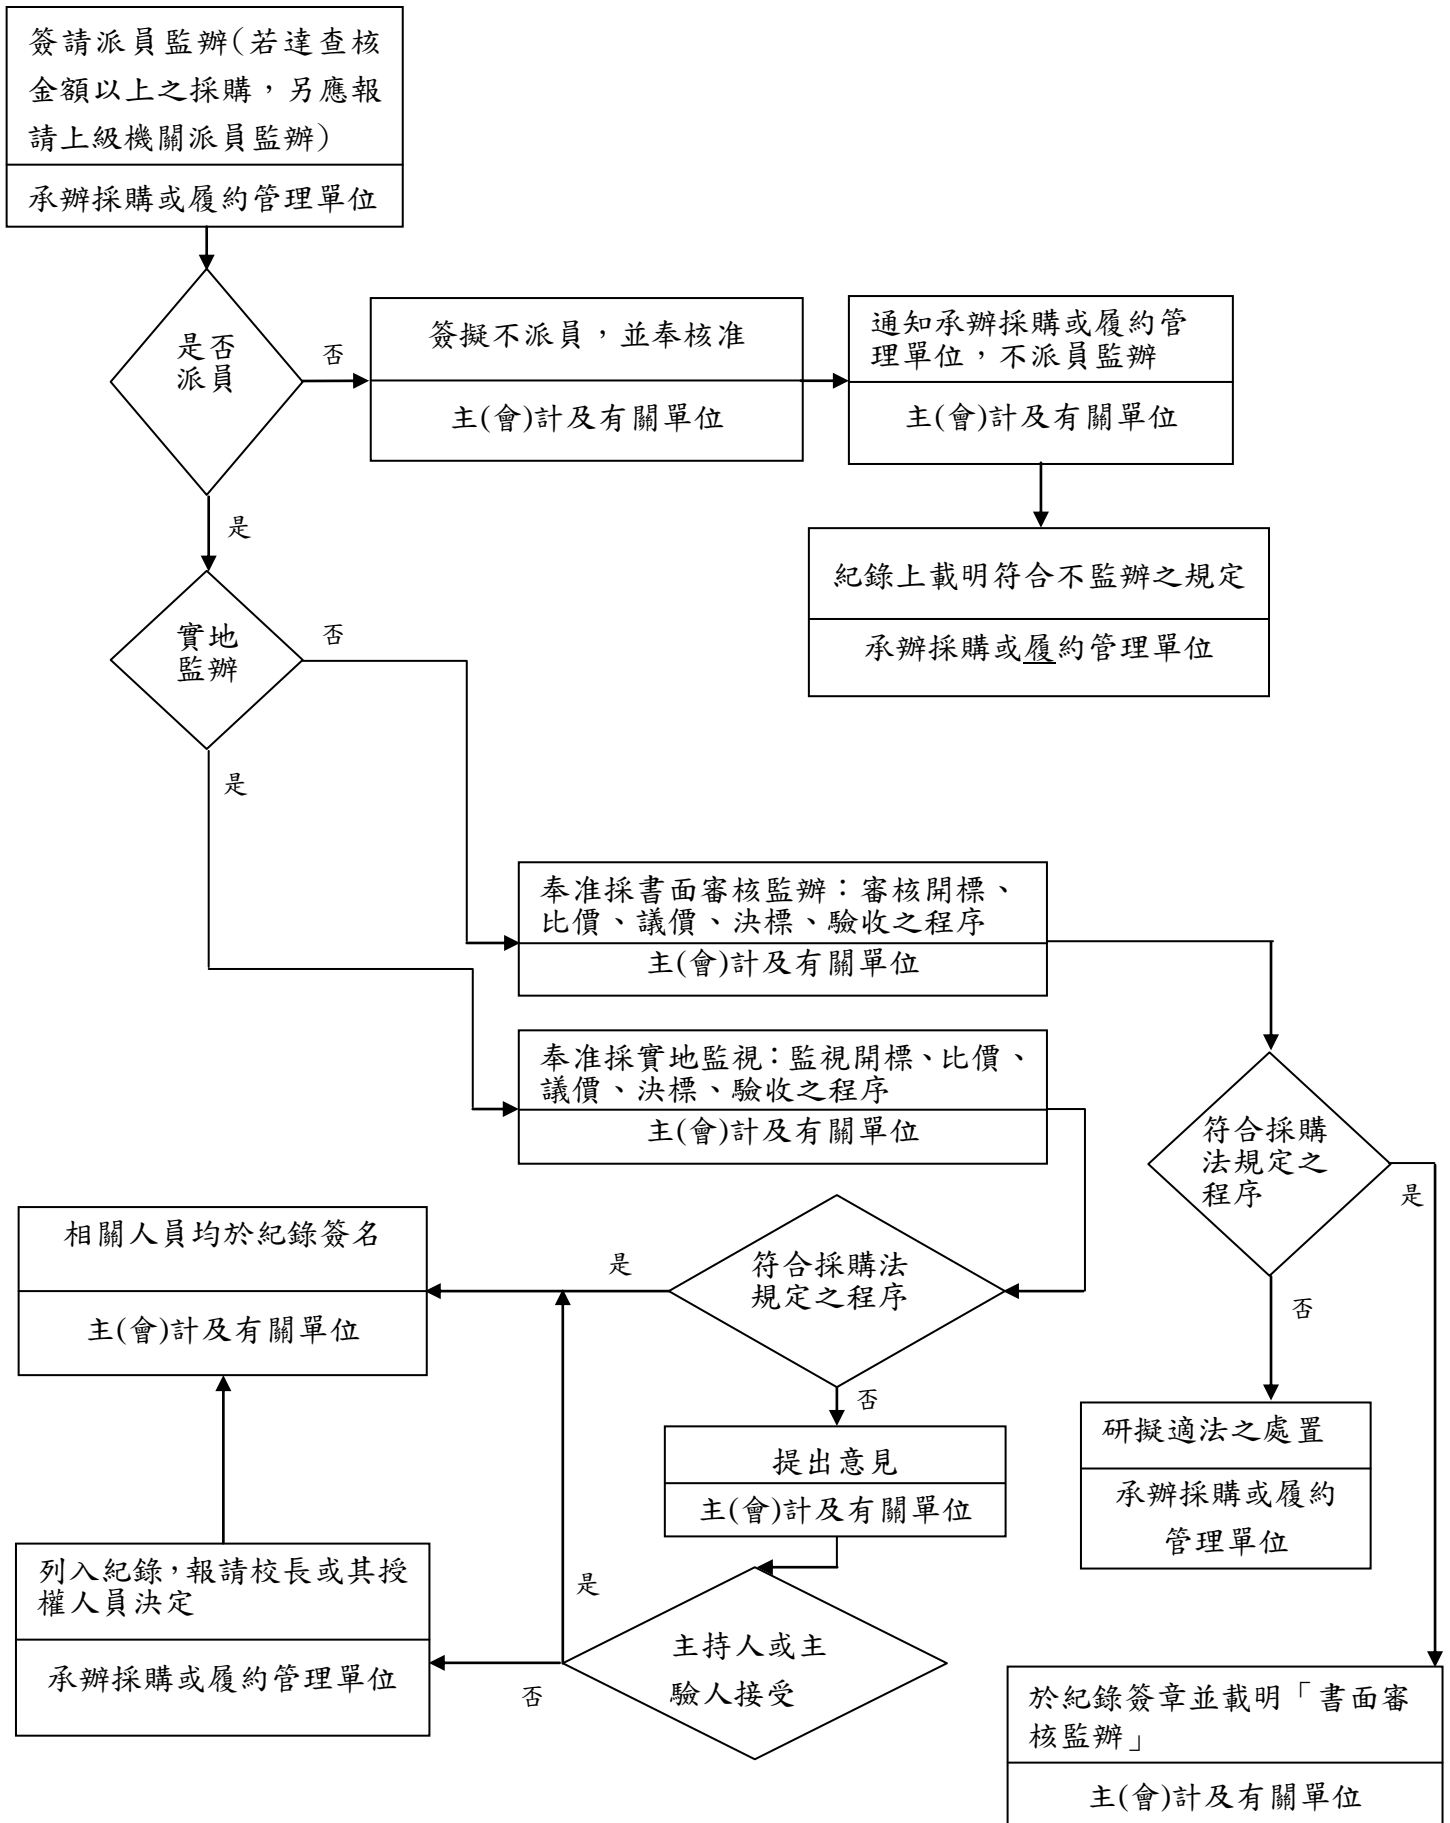 簽請派員監辦(若達查核
金額以上之採購，另應報
請上級機關派員監辦)
承辦採購或履約管理單位
是否
派員
否
簽擬不派員，並奉核准
主(會)計及有關單位
通知承辦採購或履約管
理單位，不派員監辦
主(會)計及有關單位
是
紀錄上載明符合不監辦之規定
承辦採購或履約管理單位
實地
監辦
否
是
奉准採書面審核監辦：審核開標、
比價、議價、決標、驗收之程序
主(會)計及有關單位
奉准採實地監視：監視開標、比價、
議價、決標、驗收之程序
主(會)計及有關單位
符合採購
法規定之
程序
是
否
相關人員均於紀錄簽名
主(會)計及有關單位
是
符合採購法
規定之程序
否
提出意見
主(會)計及有關單位
研擬適法之處置
承辦採購或履約
管理單位
列入紀錄，報請校長或其授
權人員決定
承辦採購或履約管理單位
是
否
主持人或主
驗人接受
於紀錄簽章並載明「書面審
核監辦」
主(會)計及有關單位